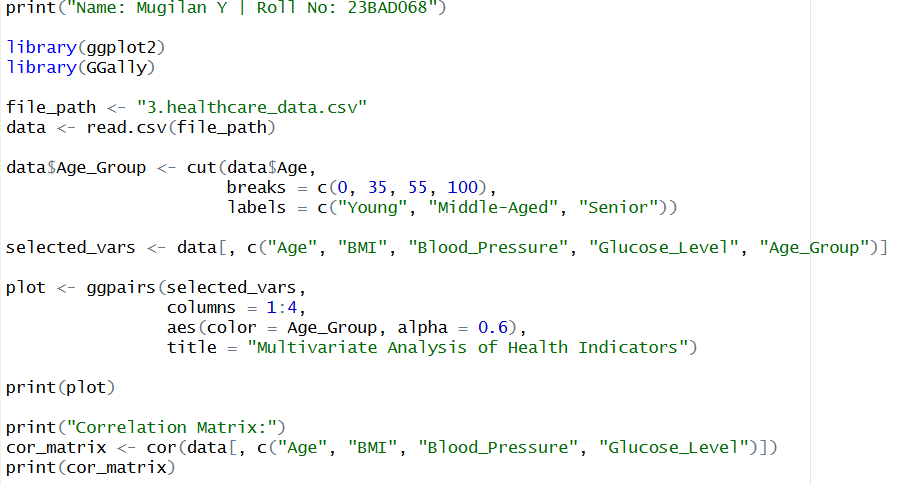 print("Name: Mugilan Y | Roll No: 23BAD068")
library(ggplot2)
library(GGally)
file_path <- "3.healthcare_data.csv"
data <- read.csv(file_path)
data$Age_Group <- cut(data$Age,
breaks = c(0, 35, 55, 100),
labels = c("Young", "Middle-Aged", "Senior"))
selected_vars <- data[, c("Age", "BMI", "Blood_Pressure", "Glucose_Level", "Age_Group")]
plot <- ggpairs(selected_vars,
columns = 1:4,
aes(color = Age_Group, alpha = 0.6),
title = "Multivariate Analysis of Health Indicators")
print(plot)
print("Correlation Matrix:")
cor_matrix <- cor(data[, c("Age", "BMI", "Blood_Pressure", "Glucose_Level")])
print(cor_matrix)